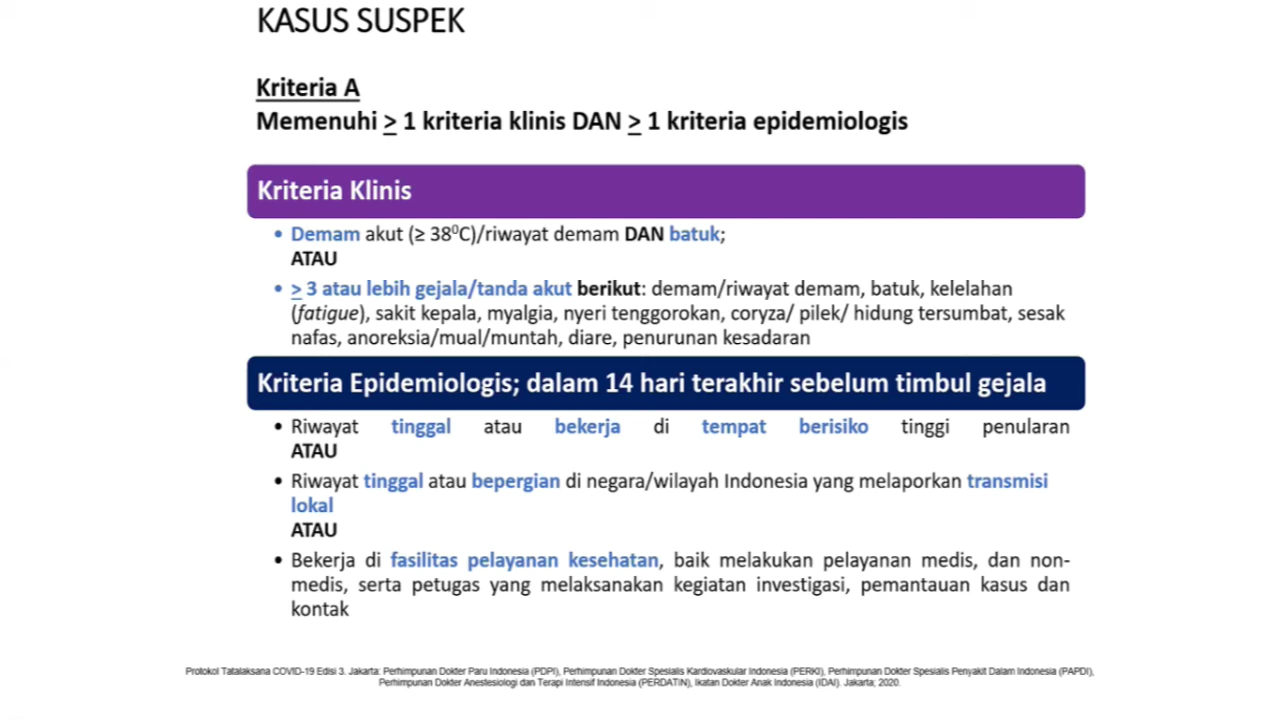 KASUS SUSPEK
Kriteria A
Memenuhi ≥ 1 kriteria klinis DAN ≥ 1 kriteria epidemiologis
Kriteria Klinis
• Demam akut (≥ 38⁰C)/riwayat demam DAN batuk;
ATAU
• ≥ 3 atau lebih gejala/tanda akut berikut: demam/riwayat demam, batuk, kelelahan
(fatigue), sakit kepala, myalgia, nyeri tenggorokan, coryza/ pilek/ hidung tersumbat, sesak
nafas, anoreksia/mual/muntah, diare, penurunan kesadaran
Kriteria Epidemiologis; dalam 14 hari terakhir sebelum timbul gejala
• Riwayat tinggal atau bekerja di tempat berisiko tinggi penularan
ATAU
• Riwayat tinggal atau bepergian di negara/wilayah Indonesia yang melaporkan transmisi
lokal
ATAU
• Bekerja di fasilitas pelayanan kesehatan, baik melakukan pelayanan medis, dan non-
medis, serta petugas yang melaksanakan kegiatan investigasi, pemantauan kasus dan
kontak
Protokol Tatalaksana COVID-19 Edisi 3. Jakarta: Perhimpunan Dokter Paru Indonesia (PDPI), Perhimpunan Dokter Spesialis Kardiovaskular Indonesia (PERKI), Perhimpunan Dokter Spesialis Penyakit Dalam Indonesia (PAPDI),
Perhimpunan Dokter Anestesiologi dan Terapi Intensif Indonesia (PERDATIN), Ikatan Dokter Anak Indonesia (IDAI). Jakarta; 2020.